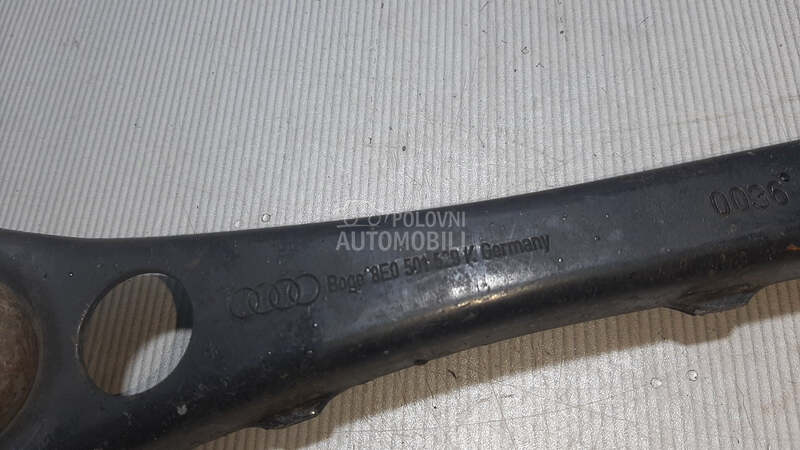 0036
POLOVNI
AUTOMOBILI
Boge 8E0 501 529 K Germany